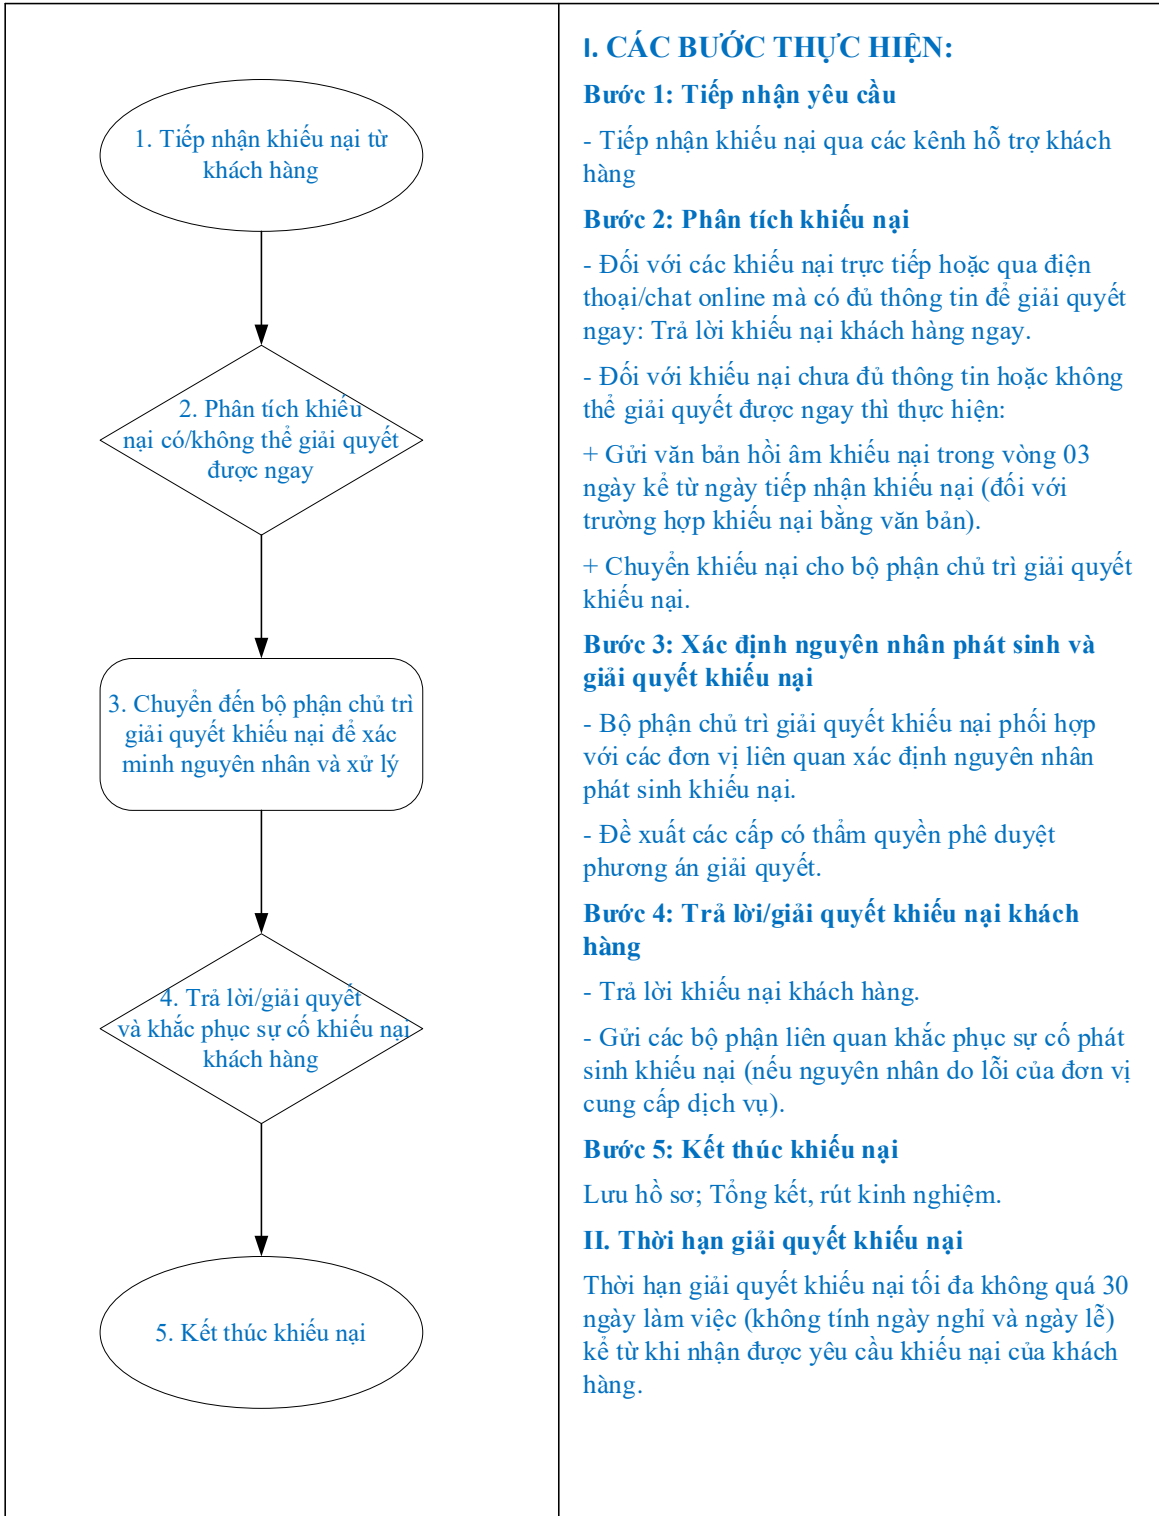 1. Tiếp nhận khiếu nại từ
khách hàng
2. Phân tích khiếu
nại có/không thể giải quyết
được ngay
3. Chuyển đến bộ phận chủ trì
giải quyết khiếu nại để xác
minh nguyên nhân và xử lý
4. Trả lời/giải quyết
và khắc phục sự cố khiếu nại
khách hàng
5. Kết thúc khiếu nại
I. CÁC BƯỚC THỰC HIỆN:
Bước 1: Tiếp nhận yêu cầu
- Tiếp nhận khiếu nại qua các kênh hỗ trợ khách
hàng
Bước 2: Phân tích khiếu nại
- Đối với các khiếu nại trực tiếp hoặc qua điện
thoại/chat online mà có đủ thông tin để giải quyết
ngay: Trả lời khiếu nại khách hàng ngay.
- Đối với khiếu nại chưa đủ thông tin hoặc không
thể giải quyết được ngay thì thực hiện:
+ Gửi văn bản hồi âm khiếu nại trong vòng 03
ngày kể từ ngày tiếp nhận khiếu nại (đối với
trường hợp khiếu nại bằng văn bản).
+ Chuyển khiếu nại cho bộ phận chủ trì giải quyết
khiếu nại.
Bước 3: Xác định nguyên nhân phát sinh và
giải quyết khiếu nại
- Bộ phận chủ trì giải quyết khiếu nại phối hợp
với các đơn vị liên quan xác định nguyên nhân
phát sinh khiếu nại.
- Đề xuất các cấp có thẩm quyền phê duyệt
phương án giải quyết.
Bước 4: Trả lời/giải quyết khiếu nại khách
hàng
- Trả lời khiếu nại khách hàng.
- Gửi các bộ phận liên quan khắc phục sự cố phát
sinh khiếu nại (nếu nguyên nhân do lỗi của đơn vị
cung cấp dịch vụ).
Bước 5: Kết thúc khiếu nại
Lưu hồ sơ; Tổng kết, rút kinh nghiệm.
II. Thời hạn giải quyết khiếu nại
Thời hạn giải quyết khiếu nại tối đa không quá 30
ngày làm việc (không tính ngày nghỉ và ngày lễ)
kể từ khi nhận được yêu cầu khiếu nại của khách
hàng.